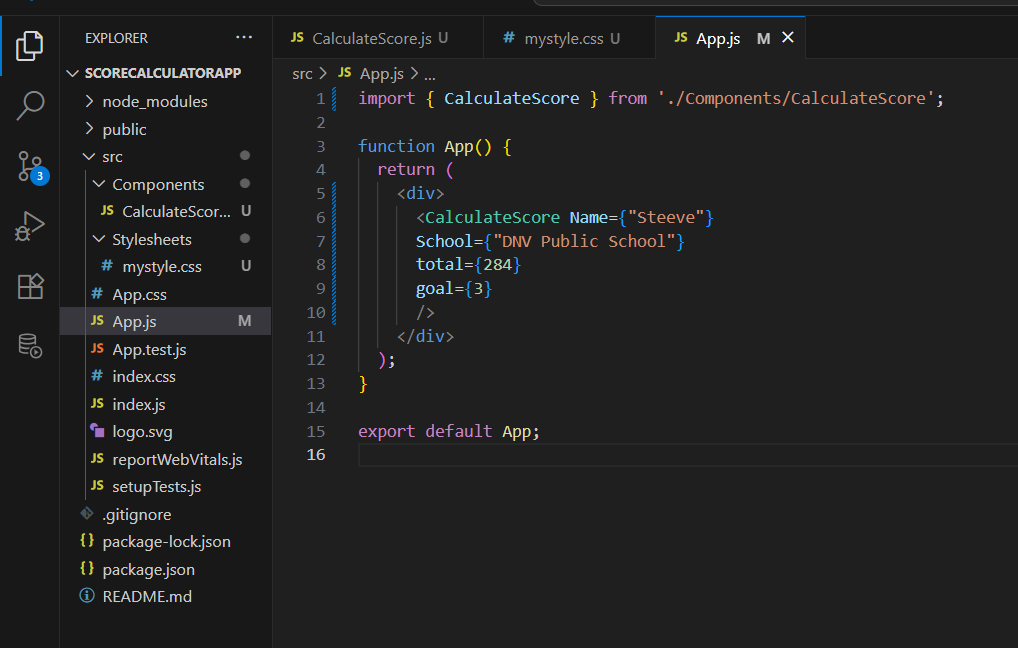 EXPLORER ...
SCORECALCULATORAPP
node_modules
public
src
Components
JS CalculateScor... U
Stylesheets
# mystyle.css U
# App.css
JS App.js M
JS App.test.js
# index.css
JS index.js
logo.svg
JS reportWebVitals.js
JS setupTests.js
.gitignore
{} package-lock.json
{} package.json
README.md
3
JS CalculateScore.js U
# mystyle.css U
JS App.js M
src > JS App.js > ...
1 import { CalculateScore } from './Components/CalculateScore';
2
3 function App() {
4 return (
5 <div>
6 <CalculateScore Name={"Steeve"}
7 School={"DNV Public School"}
8 total={284}
9 goal={3}
10 />
11 </div>
12 );
13 }
14
15 export default App;
16